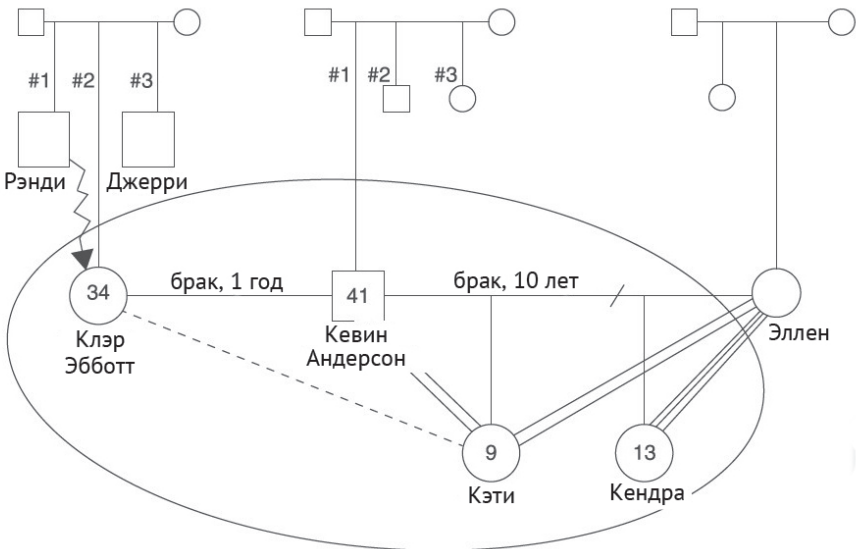 #1
#2
#3
#1
#2
#3
Рэнди
Джерри
34
брак, 1 год
41
брак, 10 лет
Клэр
Эбботт
Кевин
Андерсон
Эллен
9
13
Кэти
Кендра